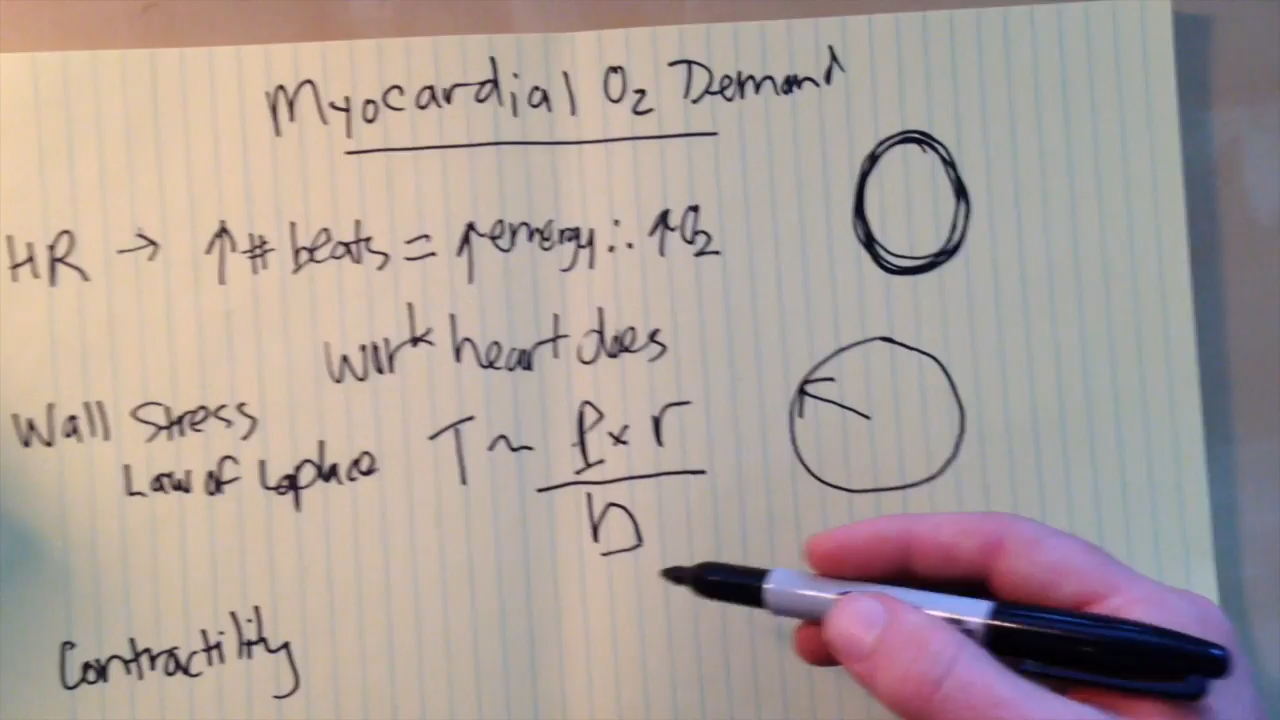 Myocardial O2 Demand
HR → ↑ # beats = ↑ energy ∴ ↑O2
work heart does
Wall Stress
Law of Laplace
T ~ P x r
h
Contractility